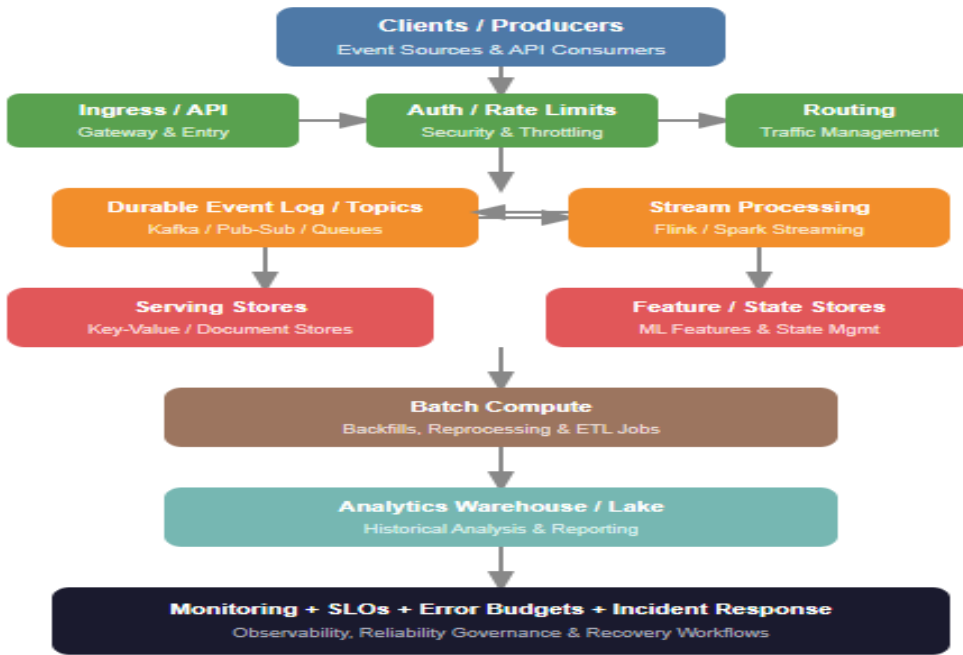 Clients / Producers
Event Sources & API Consumers
Ingress / API
Gateway & Entry
Auth / Rate Limits
Security & Throttling
Routing
Traffic Management
Durable Event Log / Topics
Kafka / Pub-Sub / Queues
Stream Processing
Flink / Spark Streaming
Serving Stores
Key-Value / Document Stores
Feature / State Stores
ML Features & State Mgmt
Batch Compute
Backfills, Reprocessing & ETL Jobs
Analytics Warehouse / Lake
Historical Analysis & Reporting
Monitoring + SLOs + Error Budgets + Incident Response
Observability, Reliability Governance & Recovery Workflows